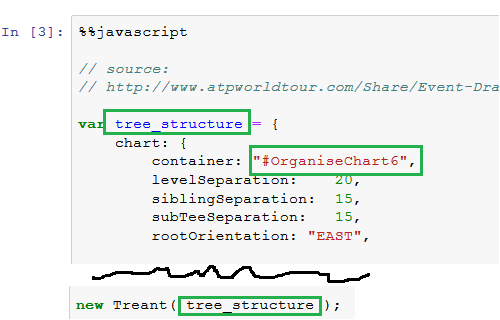 In [3]: %%javascript
// source:
// http://www.atpworldtour.com/Share/Event-Dra
var tree_structure = {
chart: {
container: "#OrganiseChart6",
levelSeparation: 20,
siblingSeparation: 15,
subTeeSeparation: 15,
rootOrientation: "EAST",
new Treant( tree_structure );